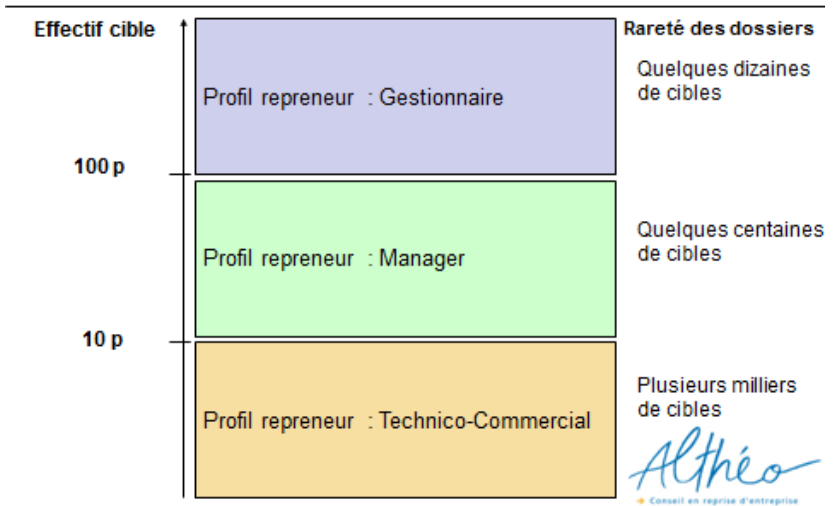 Effectif cible
Rareté des dossiers
Profil repreneur : Gestionnaire
Quelques dizaines
de cibles
100 p
Profil repreneur : Manager
Quelques centaines
de cibles
10 p
Profil repreneur : Technico-Commercial
Plusieurs milliers
de cibles
Althéo
Conseil en reprise d'entreprise